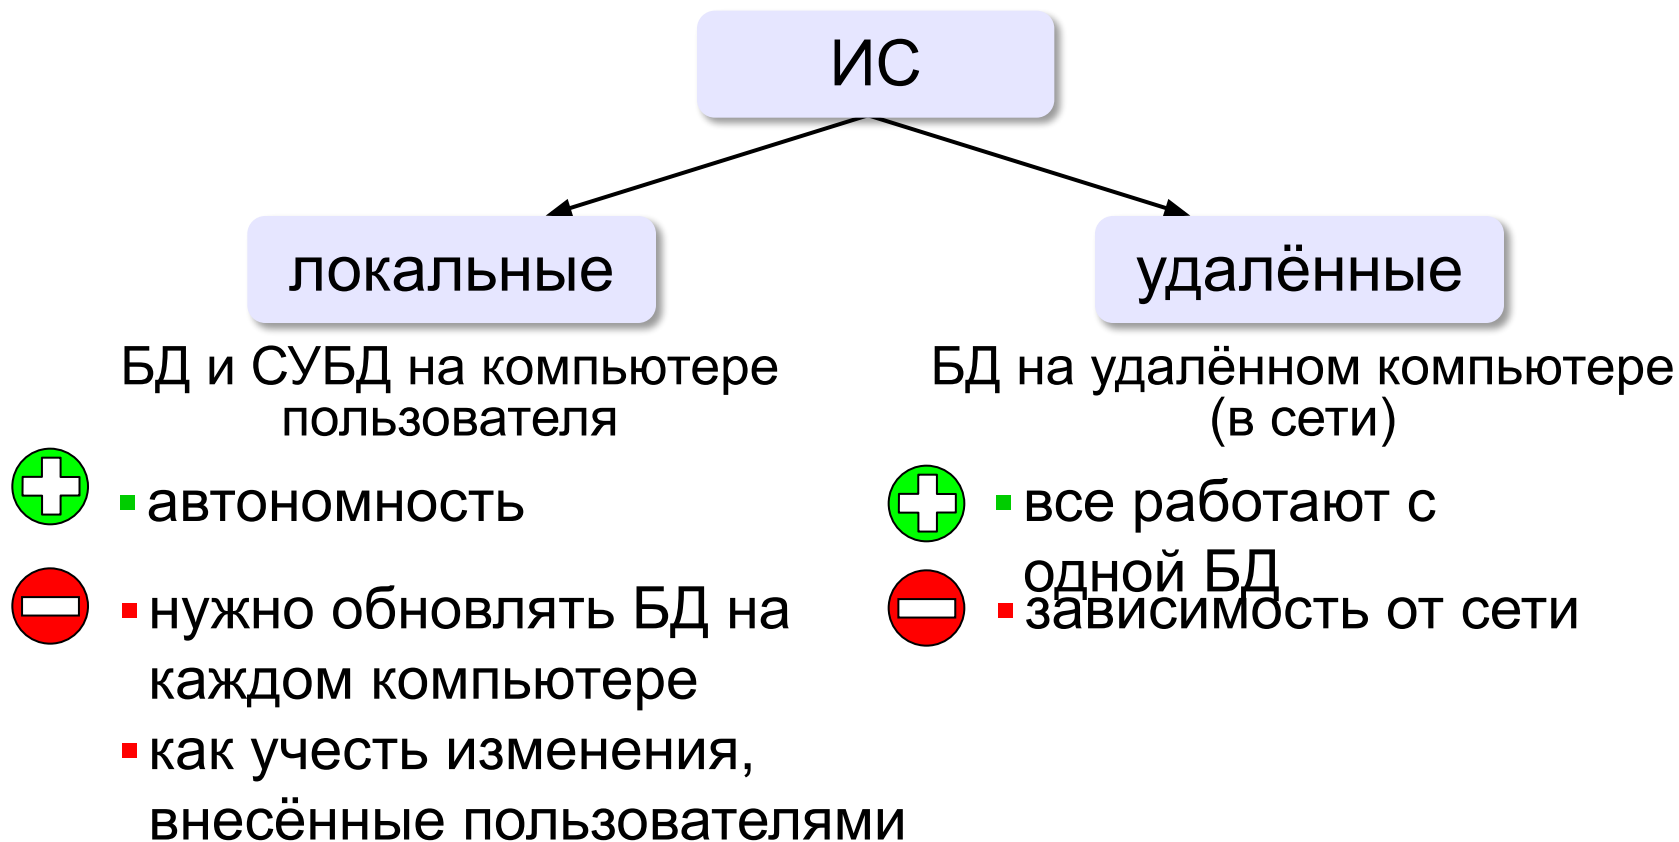 ИС
локальные
удалённые
БД и СУБД на компьютере
пользователя
автономность
нужно обновлять БД на
каждом компьютере
как учесть изменения,
внесённые пользователями
БД на удалённом компьютере
(в сети)
все работают с
одной БД
зависимость от сети